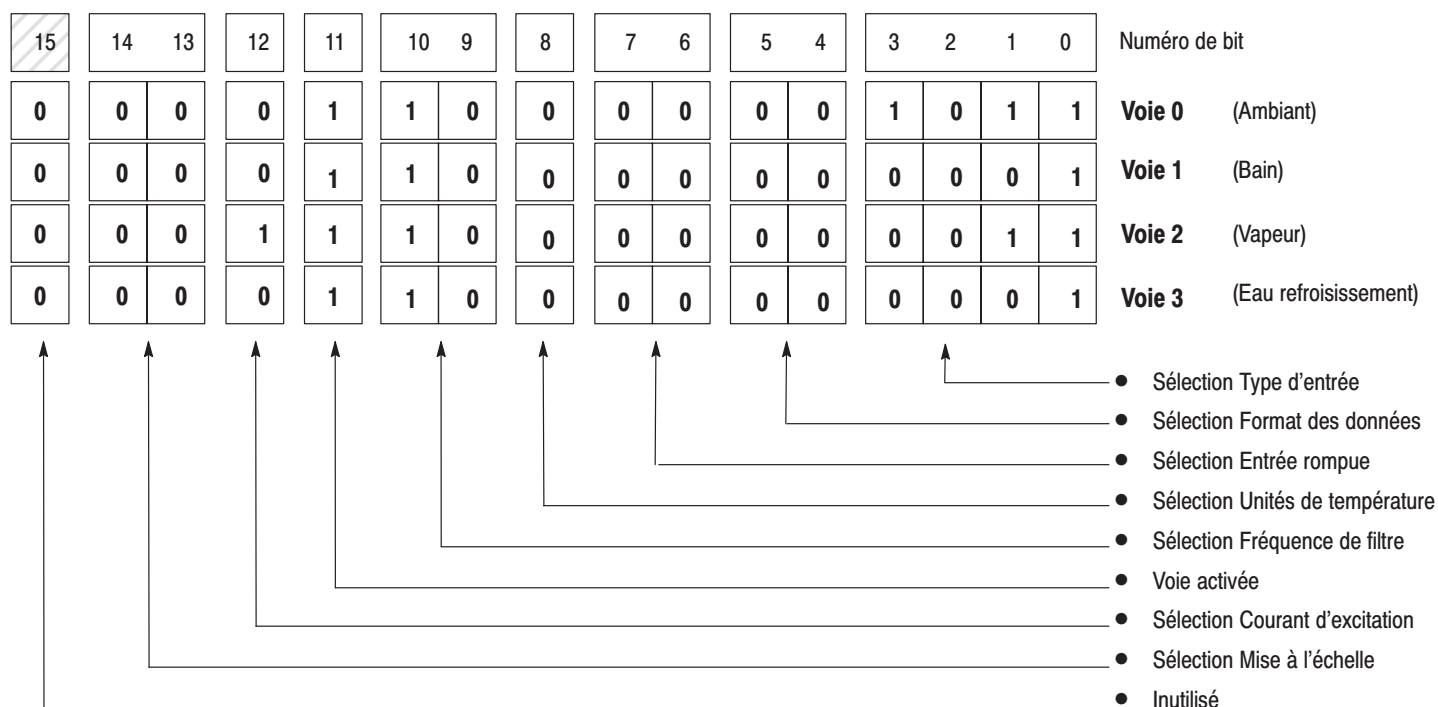 15 14 13 12 11 10 9 8 7 6 5 4 3 2 1 0 Numéro de bit
0 0 0 0 1 1 0 0 0 0 0 0 1 0 1 1 Voie 0 (Ambiant)
0 0 0 0 1 1 0 0 0 0 0 0 0 0 0 1 Voie 1 (Bain)
0 0 0 1 1 1 0 0 0 0 0 0 0 0 1 1 Voie 2 (Vapeur)
0 0 0 0 1 1 0 0 0 0 0 0 0 0 0 1 Voie 3 (Eau refroisissement)
● Sélection Type d'entrée
● Sélection Format des données
● Sélection Entrée rompue
● Sélection Unités de température
● Sélection Fréquence de filtre
● Voie activée
● Sélection Courant d'excitation
● Sélection Mise à l'échelle
● Inutilisé